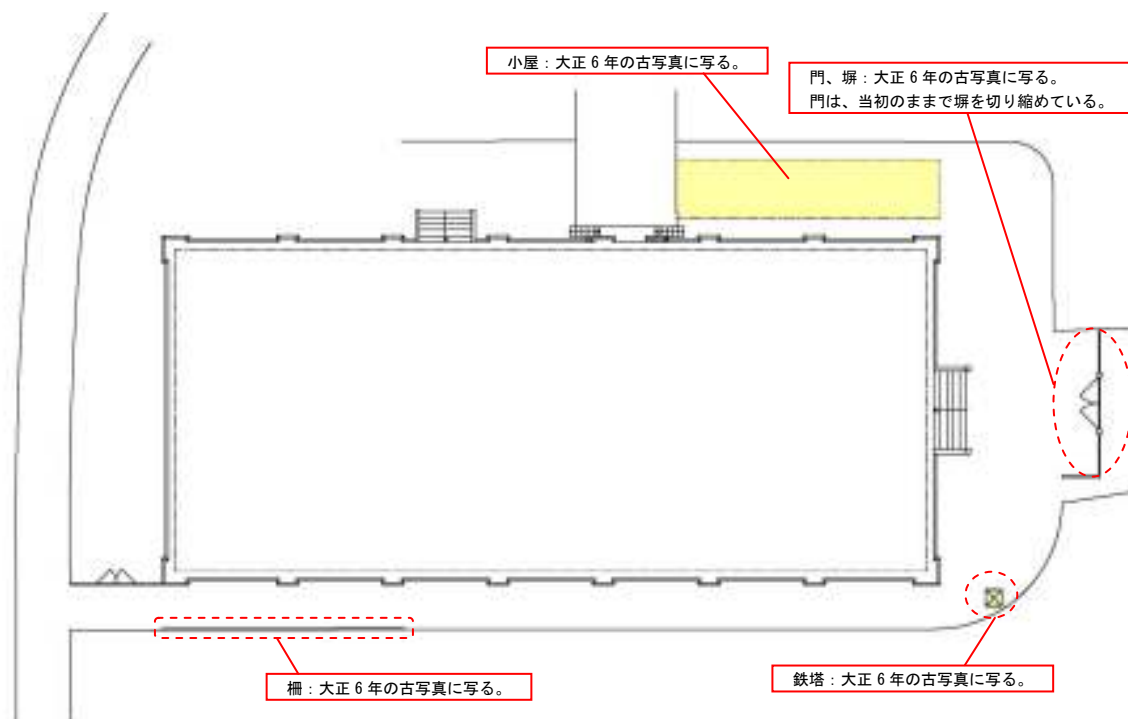 小屋：大正 6 年の古写真に写る。
門、塀：大正 6 年の古写真に写る。
門は、当初のままで塀を切り縮めている。
柵：大正 6 年の古写真に写る。
鉄塔：大正 6 年の古写真に写る。